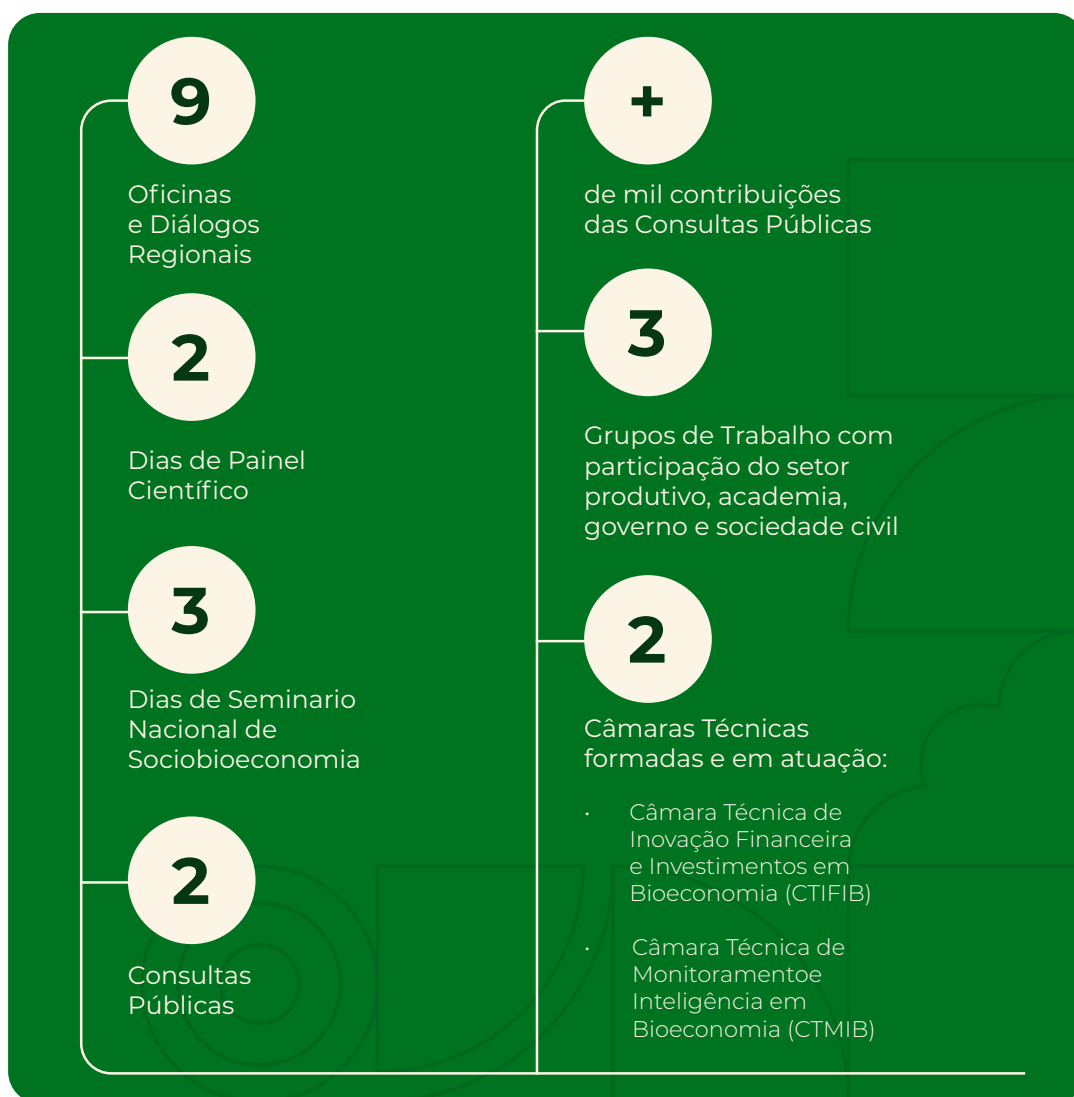 9
Oficinas
e Diálogos
Regionais
2
Dias de Painel
Científico
3
Dias de Seminario
Nacional de
Sociobioeconomia
2
Consultas
Públicas
+
de mil contribuições
das Consultas Públicas
3
Grupos de Trabalho com
participação do setor
produtivo, academia,
governo e sociedade civil
2
Câmaras Técnicas
formadas e em atuação:
· Câmara Técnica de
Inovação Financeira
e Investimentos em
Bioeconomia (CTIFIB)
· Câmara Técnica de
Monitoramentoe
Inteligência em
Bioeconomia (CTMIB)